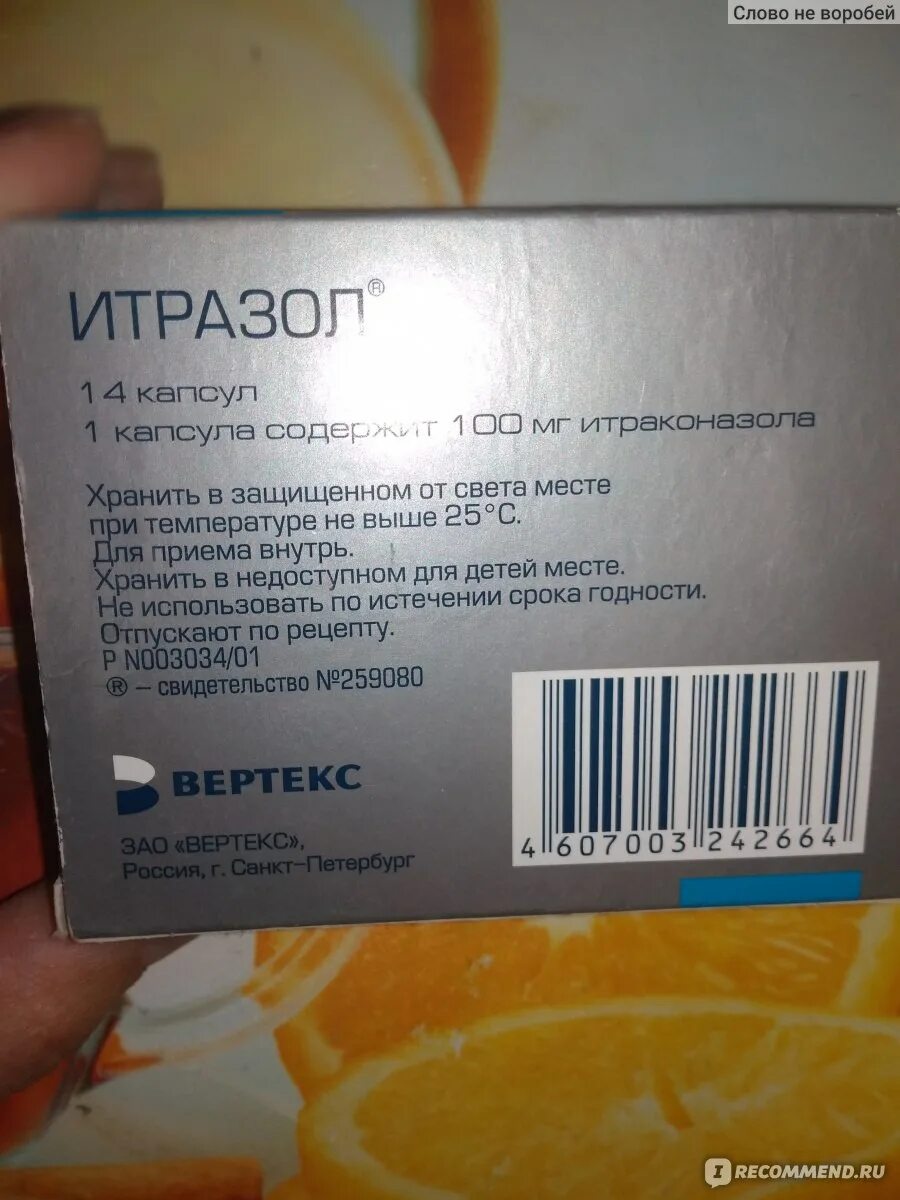 Слово не воробей
ИТРАЗОЛ®
14 капсул
1 капсула содержит 100 мг итраконазола
Хранить в защищенном от света месте
при температуре не выше 25°С.
Для приема внутрь.
Хранить в недоступном для детей месте.
Не использовать по истечении срока годности.
Отпускают по рецепту.
Р N003034/01
® – свидетельство №259080
ВЕРТЕКС
ЗАО «ВЕРТЕКС»,
Россия, г. Санкт-Петербург
4 607003 242664
IRECOMMEND.RU